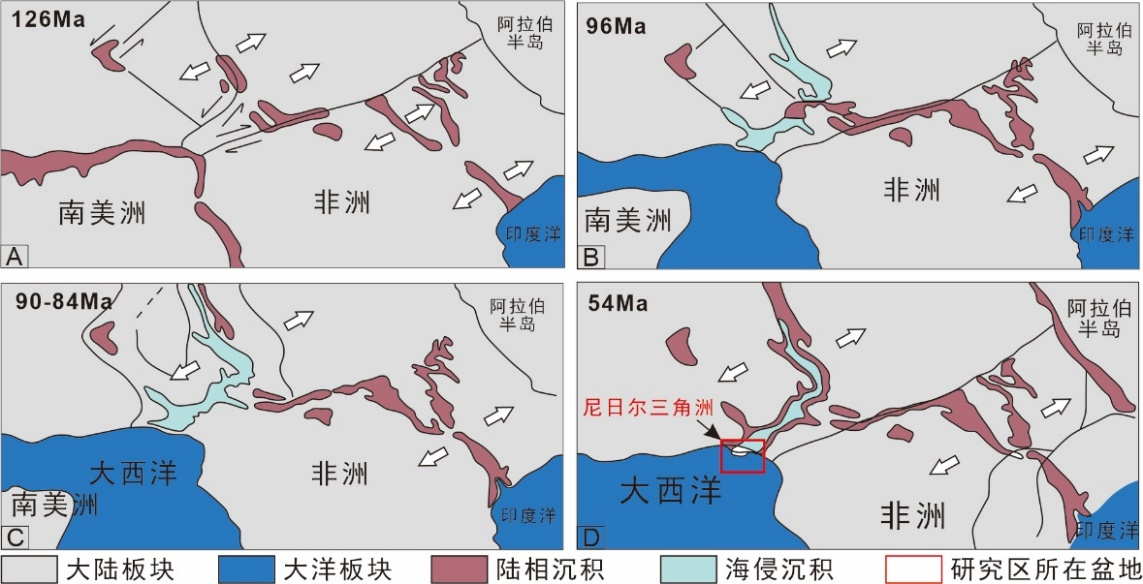 126Ma
阿拉伯
半岛
南美洲
非洲
印度洋
A
96Ma
阿拉伯
半岛
南美洲
非洲
印度洋
B
90-84Ma
阿拉伯
半岛
大西洋
非洲
南美洲
印度洋
C
54Ma
阿拉伯
半岛
尼日尔三角洲
大西洋
非洲
印度洋
D
大陆板块
大洋板块
陆相沉积
海侵沉积
研究区所在盆地